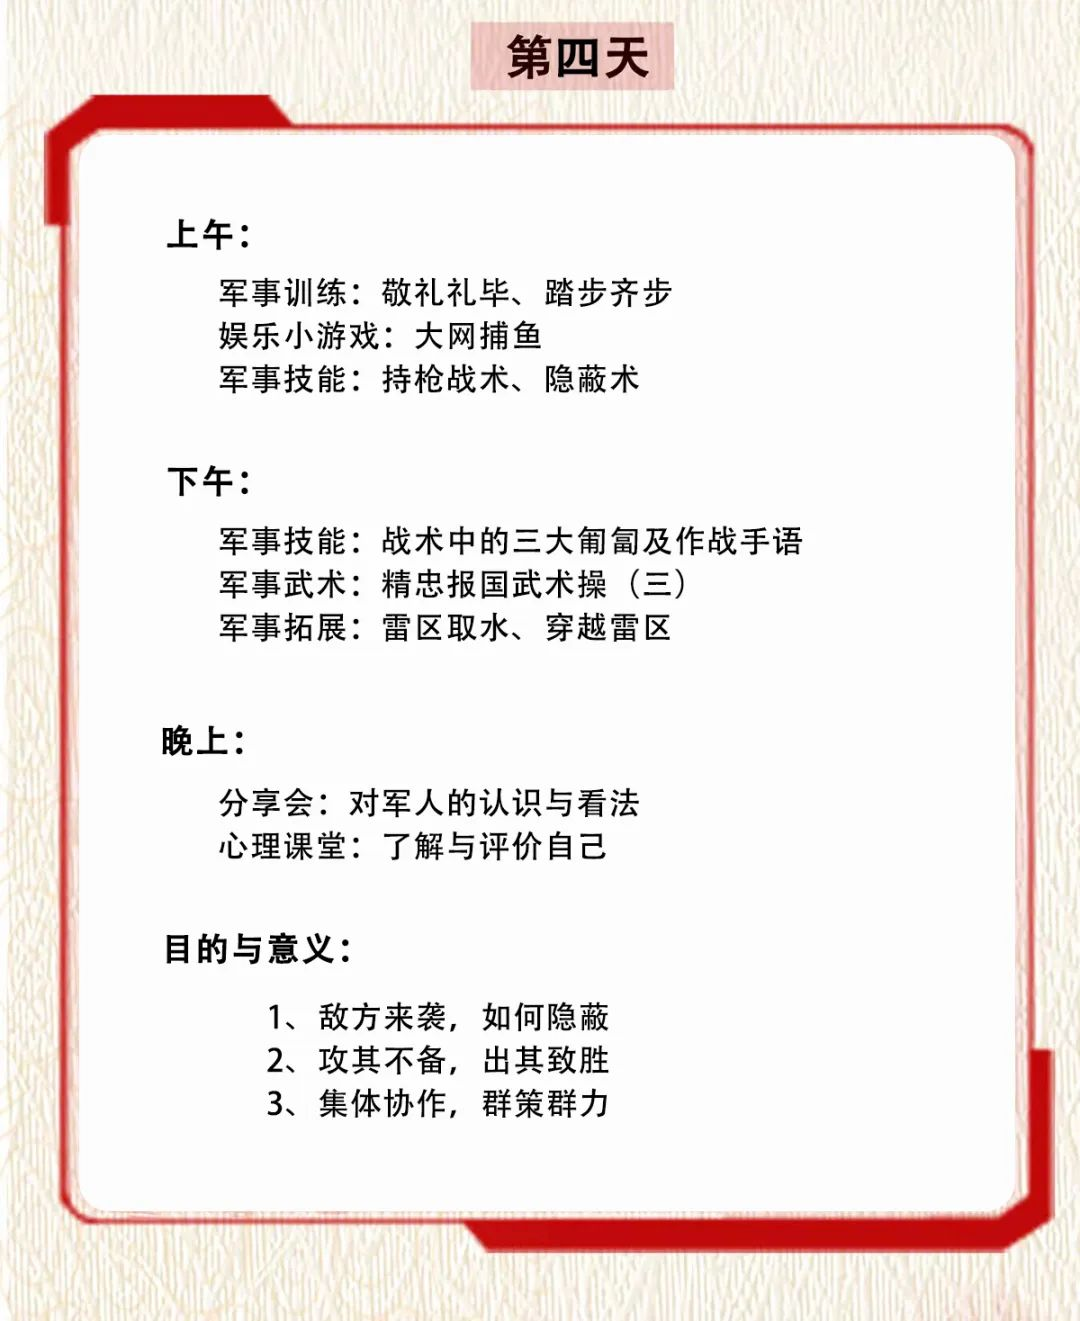 第四天
上午：
军事训练：敬礼礼毕、踏步齐步
娱乐小游戏：大网捕鱼
军事技能：持枪战术、隐蔽术
下午：
军事技能：战术中的三大匍匐及作战手语
军事武术：精忠报国武术操（三）
军事拓展：雷区取水、穿越雷区
晚上：
分享会：对军人的认识与看法
心理课堂：了解与评价自己
目的与意义：
1、敌方来袭，如何隐蔽
2、攻其不备，出其致胜
3、集体协作，群策群力